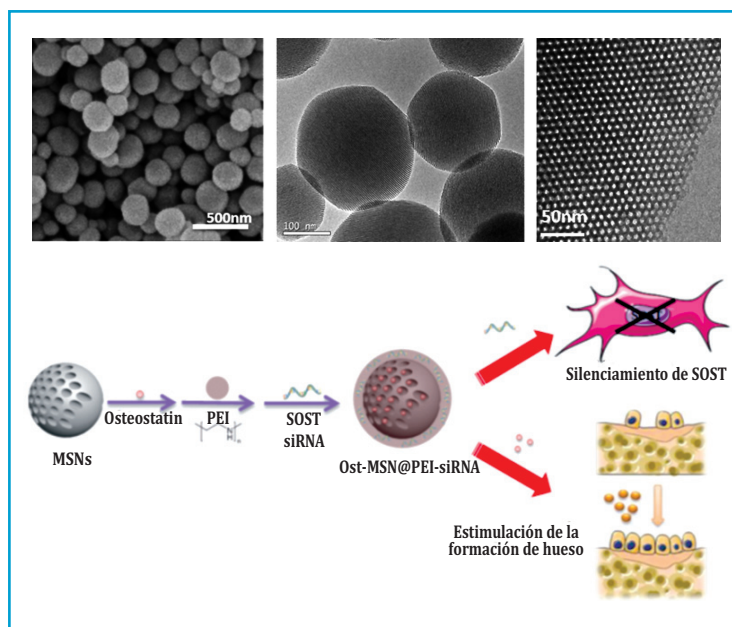 500nm
100 nm
50nm
Silenciamiento de SOST
Osteostatin
PEI
SOST
siRNA
MSNs
Ost-MSN@PEI-siRNA
Estimulación de la
formación de hueso